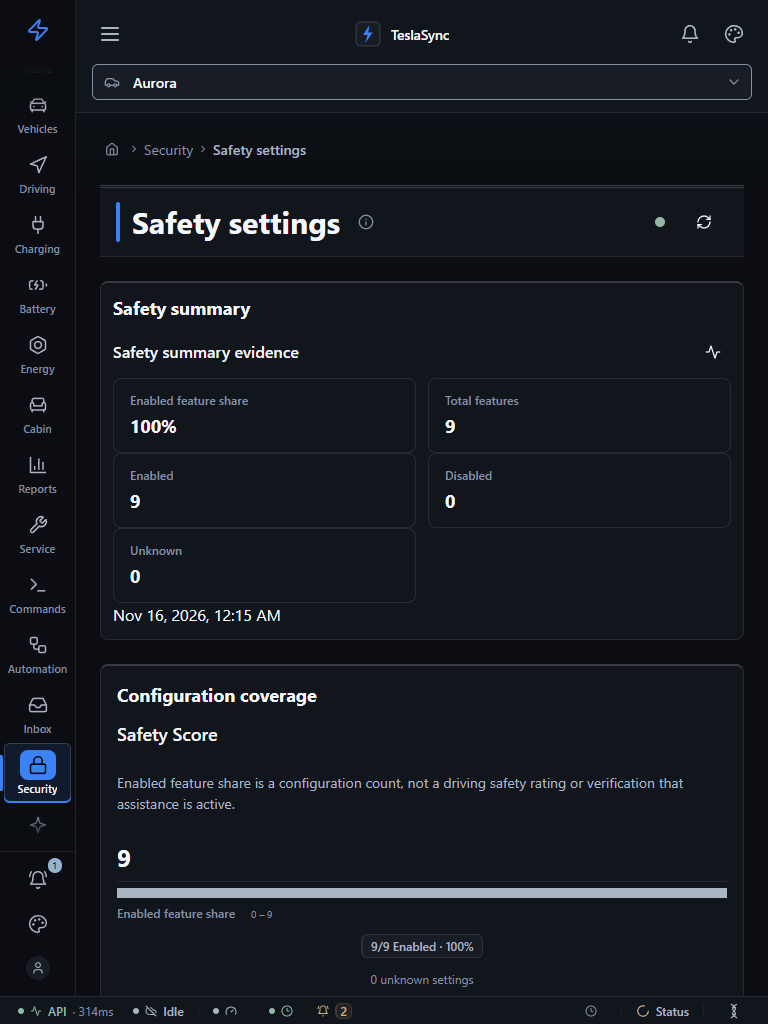 TeslaSync
Aurora
Vehicles
Driving
Charging
Battery
Energy
Cabin
Reports
Service
Commands
Automation
Inbox
Security
1
Security
Safety settings
Safety settings
Safety summary
Safety summary evidence
Enabled feature share
100%
Total features
9
Enabled
9
Disabled
0
Unknown
0
Nov 16, 2026, 12:15 AM
Configuration coverage
Safety Score
Enabled feature share is a configuration count, not a driving safety rating or verification that
assistance is active.
9
Enabled feature share 0 – 9
9/9 Enabled · 100%
0 unknown settings
API · 314ms
Idle
2
Status